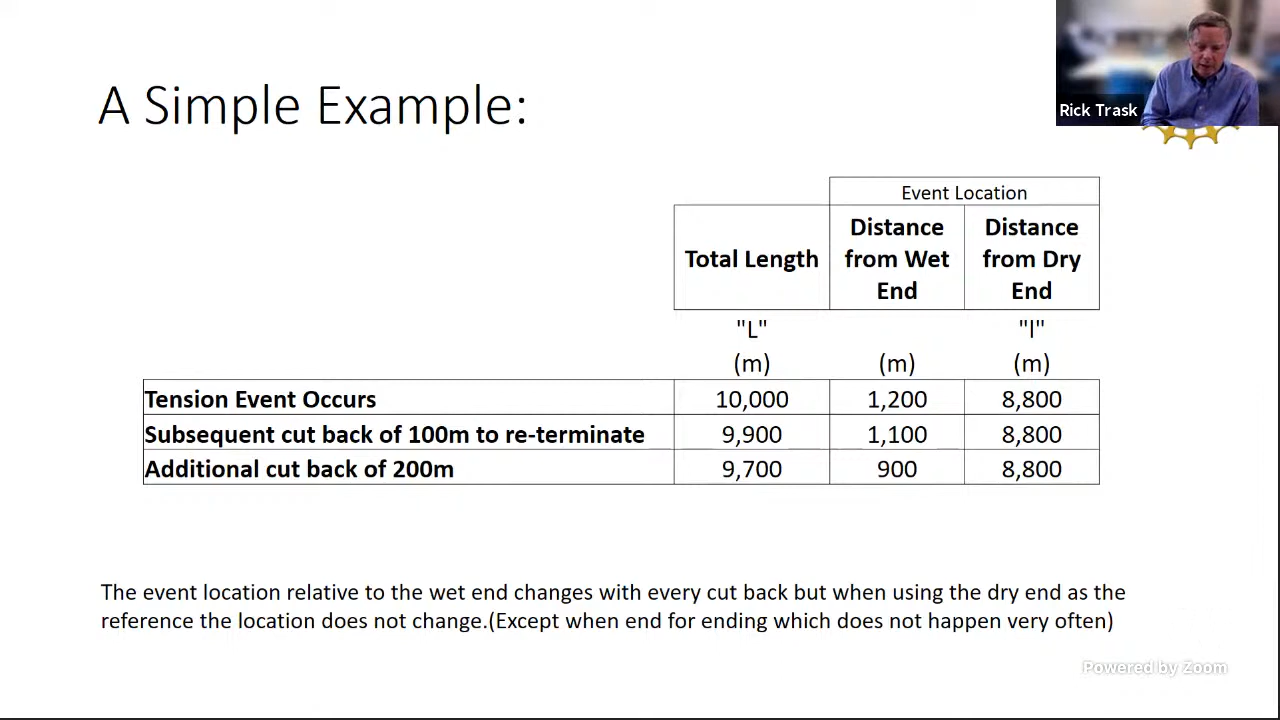 A Simple Example:
Rick Trask
Event Location
Total Length
Distance from Wet End
Distance from Dry End
"L"
"l"
(m)
(m)
(m)
Tension Event Occurs 10,000 1,200 8,800
Subsequent cut back of 100m to re-terminate 9,900 1,100 8,800
Additional cut back of 200m 9,700 900 8,800
The event location relative to the wet end changes with every cut back but when using the dry end as the
reference the location does not change.(Except when end for ending which does not happen very often)
Powered by Zoom